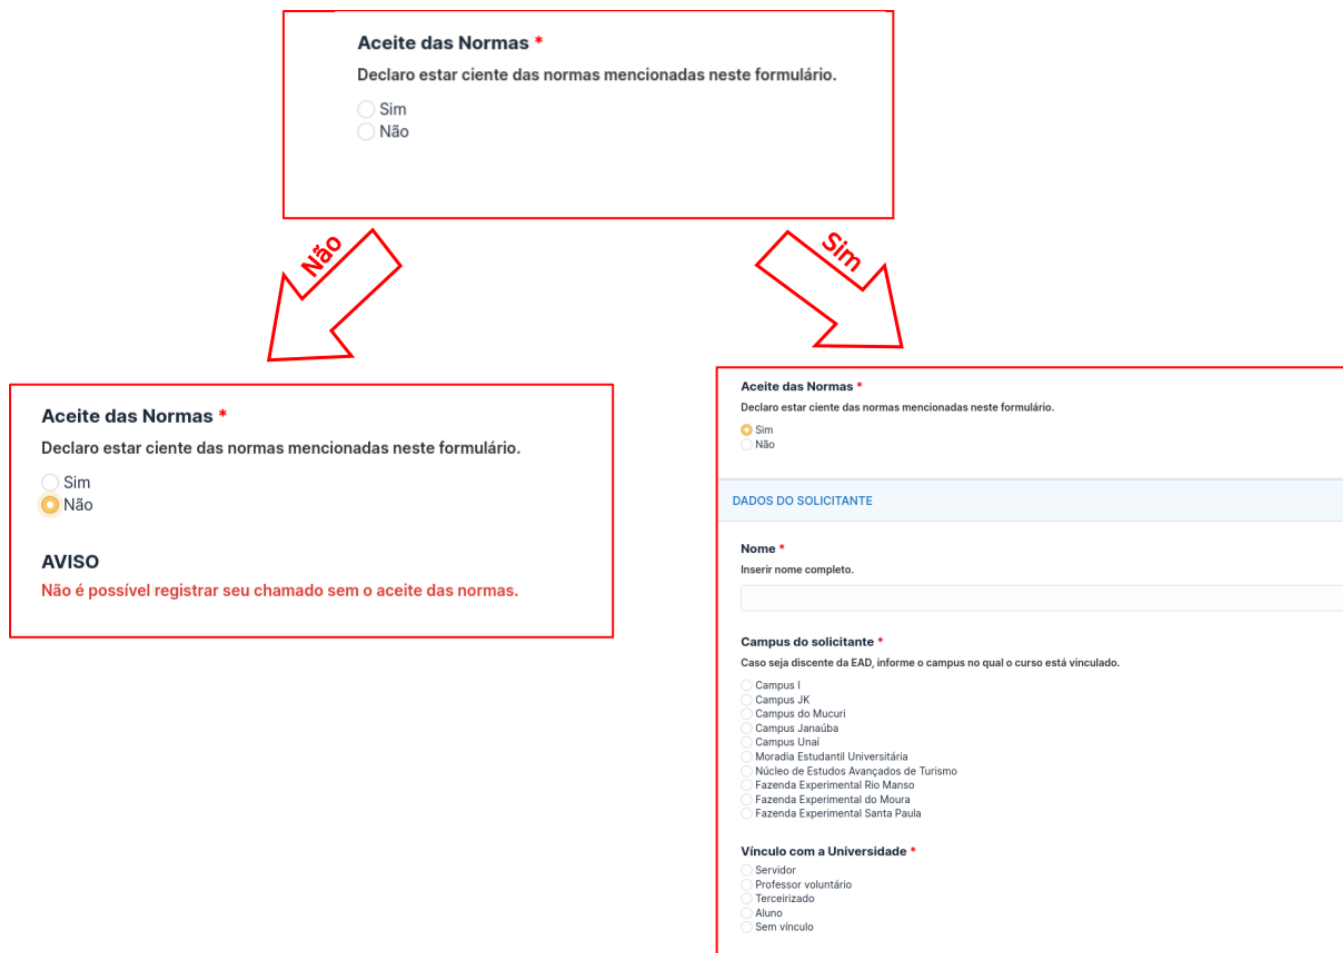 Aceite das Normas *
Declaro estar ciente das normas mencionadas neste formulário.
Sim
Não
Não
Sim
Aceite das Normas *
Declaro estar ciente das normas mencionadas neste formulário.
Sim
Não
AVISO
Não é possível registrar seu chamado sem o aceite das normas.
Aceite das Normas *
Declaro estar ciente das normas mencionadas neste formulário.
Sim
Não
DADOS DO SOLICITANTE
Nome *
Inserir nome completo.
Campus do solicitante *
Caso seja discente da EAD, informe o campus no qual o curso está vinculado.
Campus I
Campus JK
Campus do Mucuri
Campus Janaúba
Campus Unaí
Moradia Estudantil Universitária
Núcleo de Estudos Avançados de Turismo
Fazenda Experimental Rio Manso
Fazenda Experimental do Moura
Fazenda Experimental Santa Paula
Vínculo com a Universidade *
Servidor
Professor voluntário
Terceirizado
Aluno
Sem vínculo